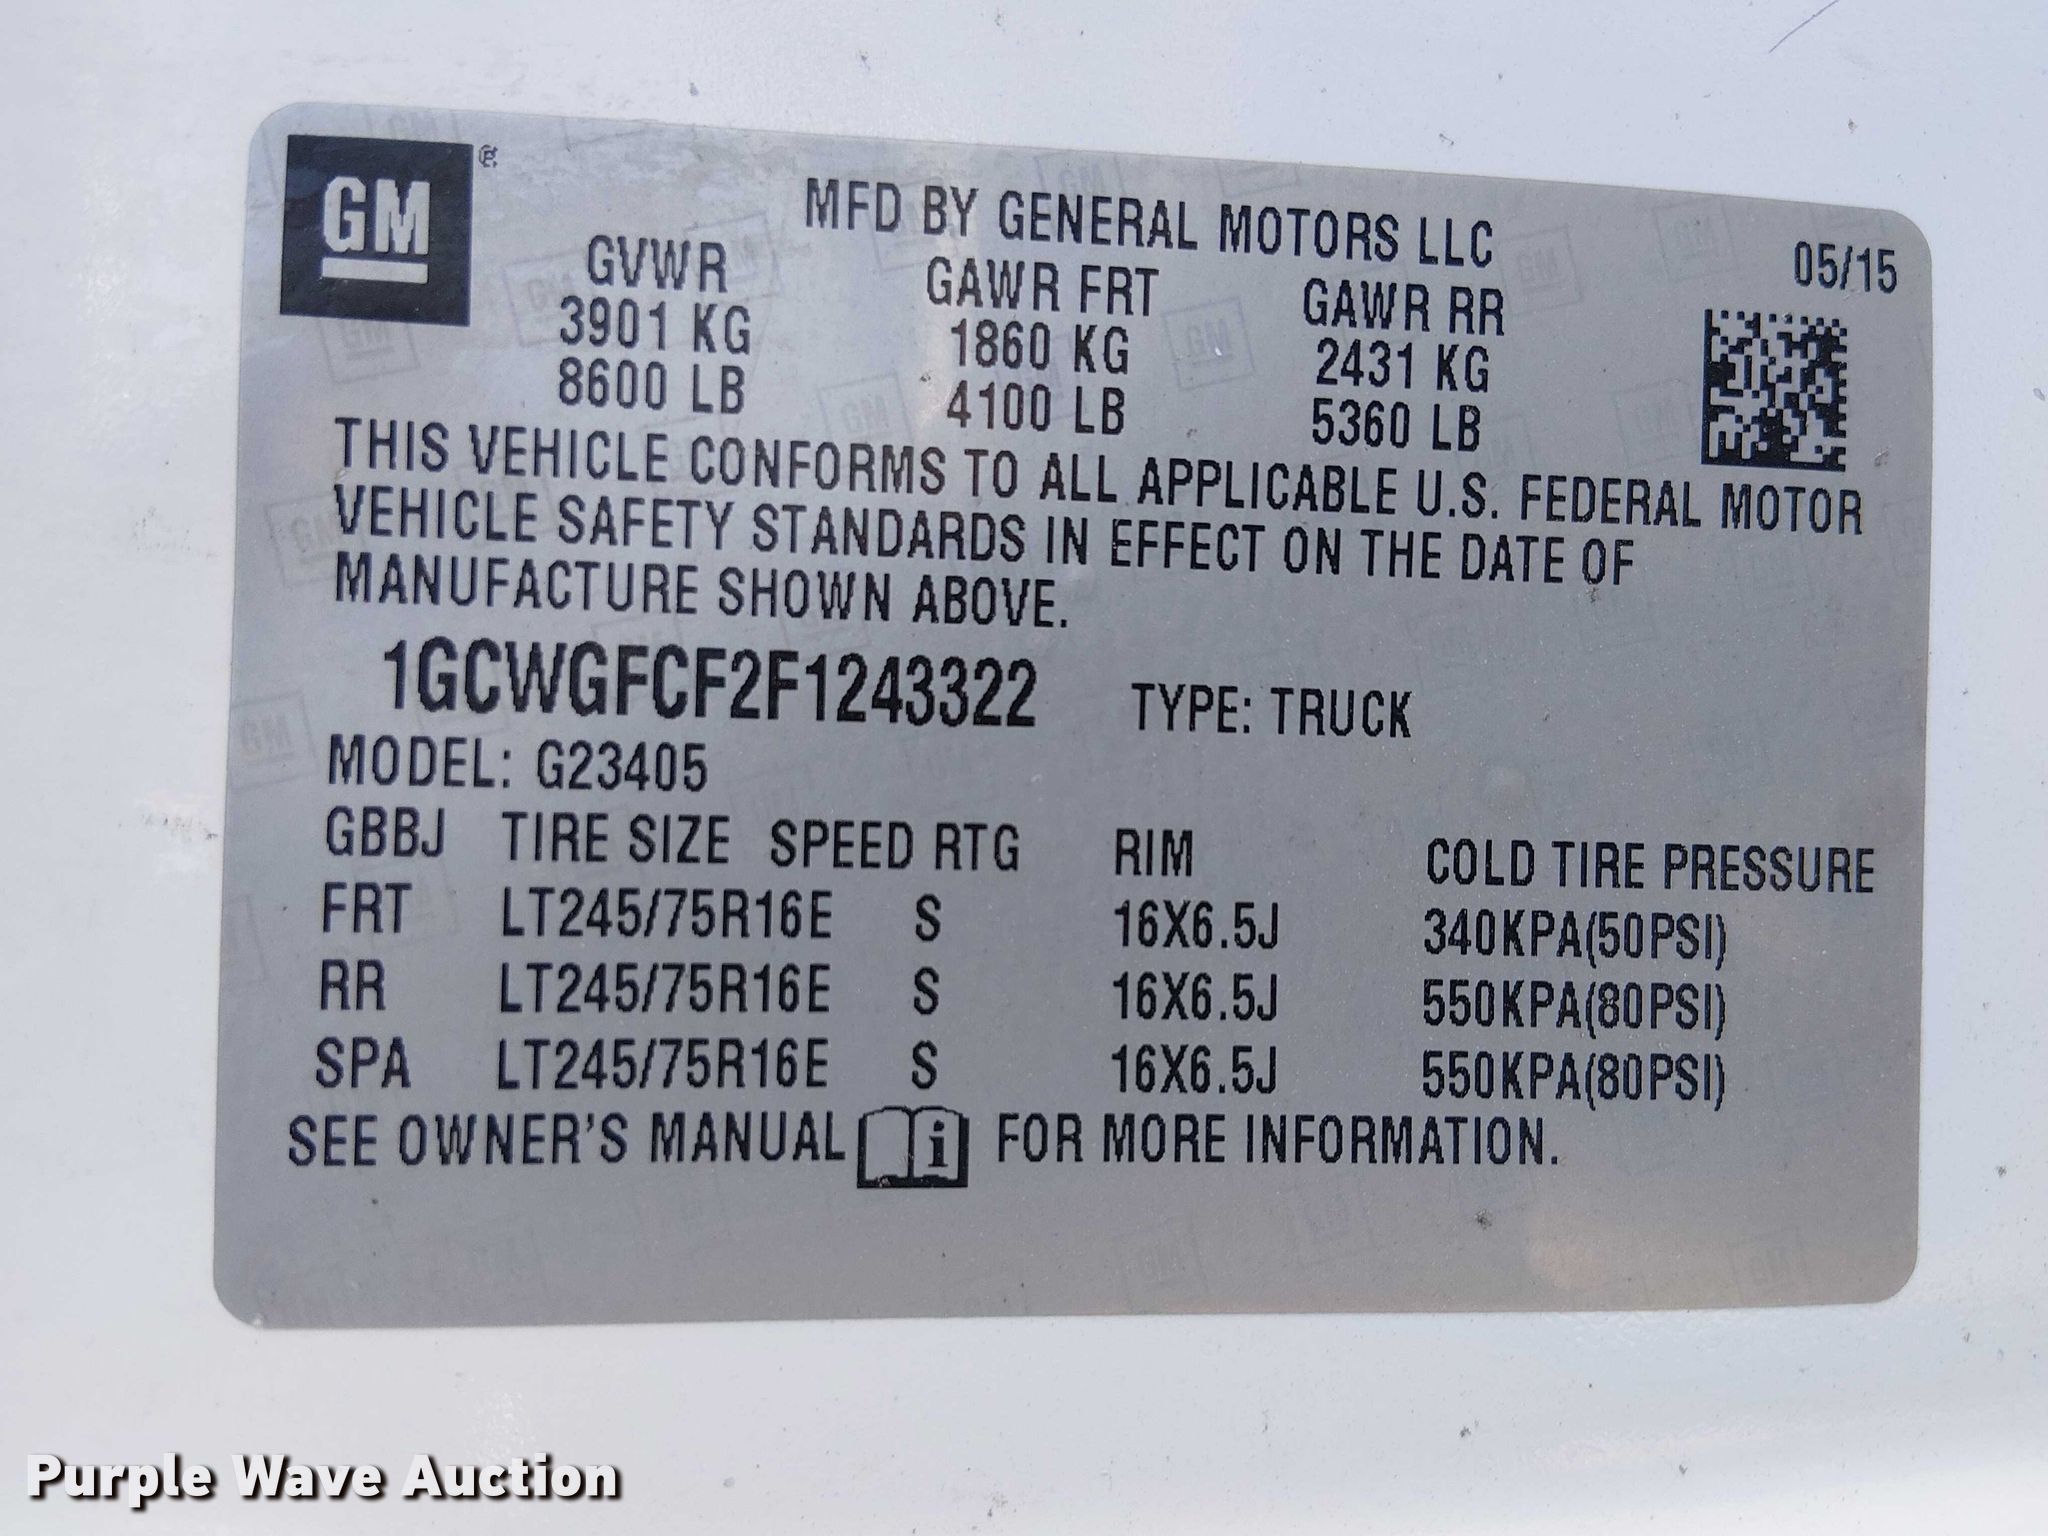 GM
MFD BY GENERAL MOTORS LLC
05/15
GVWR GAWR FRT GAWR RR
3901 KG 1860 KG 2431 KG
8600 LB 4100 LB 5360 LB
THIS VEHICLE CONFORMS TO ALL APPLICABLE U.S. FEDERAL MOTOR
VEHICLE SAFETY STANDARDS IN EFFECT ON THE DATE OF
MANUFACTURE SHOWN ABOVE.
1GCWGFCF2F1243322 TYPE: TRUCK
MODEL: G23405
GBBJ TIRE SIZE SPEED RTG RIM COLD TIRE PRESSURE
FRT LT245/75R16E S 16X6.5J 340KPA(50PSI)
RR LT245/75R16E S 16X6.5J 550KPA(80PSI)
SPA LT245/75R16E S 16X6.5J 550KPA(80PSI)
SEE OWNER'S MANUAL i FOR MORE INFORMATION.
Purple Wave Auction